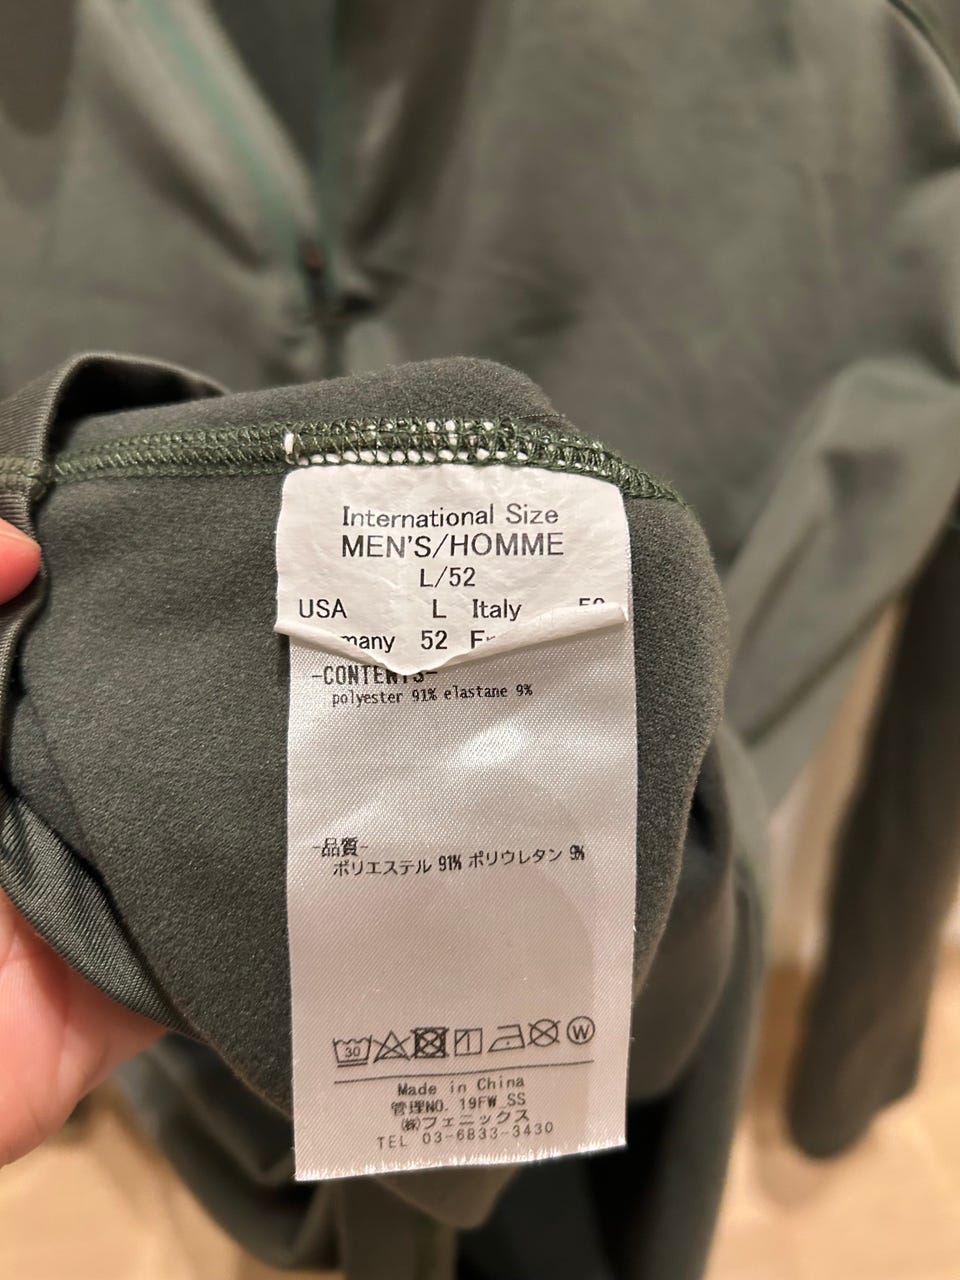 International Size
MEN'S/HOMME
L/52
USA L Italy
52
-CONTENTS-
polyester 91% elastane 9%
-品質-
ポリエステル 91% ポリウレタン 9%
30
W
Made in China
管理NO. 19FW_SS
㈱フェニックス
TEL 03-6833-3430